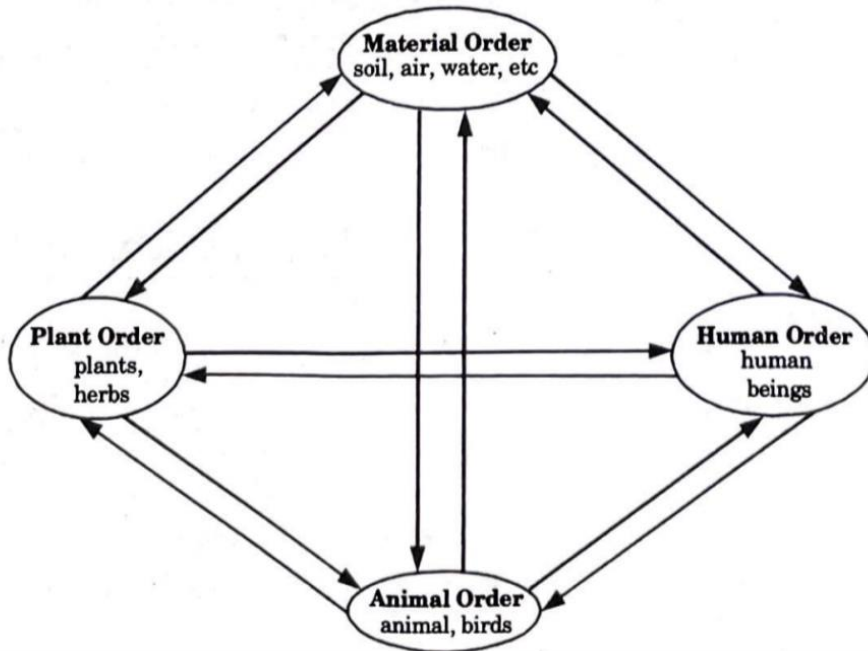 Material Order
soil, air, water, etc
Plant Order
plants,
herbs
Human Order
human
beings
Animal Order
animal, birds